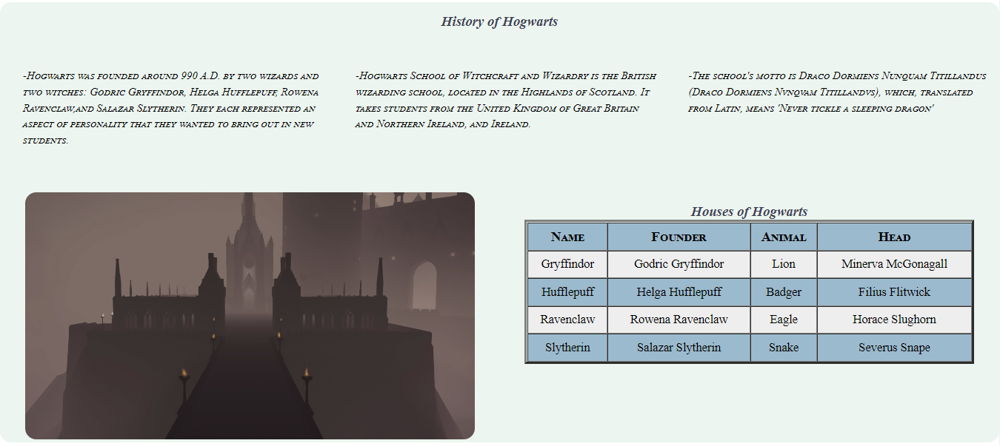 History of Hogwarts
-Hogwarts was founded around 990 A.D. by two wizards and
two witches: Godric Gryffindor, Helga Hufflepuff, Rowena
Ravenclaw,and Salazar Slytherin. They each represented an
aspect of personality that they wanted to bring out in new
students.
-Hogwarts School of Witchcraft and Wizardry is the British
wizarding school, located in the Highlands of Scotland. It
takes students from the United Kingdom of Great Britain
and Northern Ireland, and Ireland.
-The school's motto is Draco Dormiens Nunquam Titillandus
(Draco Dormiens Nvnqvam Titillandvs), which, translated
from Latin, means 'Never tickle a sleeping dragon'
Houses of Hogwarts
Name Founder Animal Head
Gryffindor Godric Gryffindor Lion Minerva McGonagall
Hufflepuff Helga Hufflepuff Badger Filius Flitwick
Ravenclaw Rowena Ravenclaw Eagle Horace Slughorn
Slytherin Salazar Slytherin Snake Severus Snape